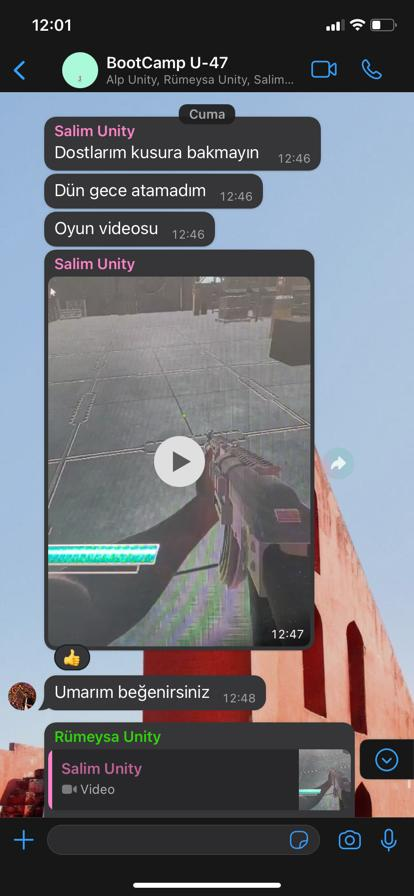 12:01
BootCamp U-47
Alp Unity, Rümeysa Unity, Salim...
Cuma
Salim Unity
Dostlarım kusura bakmayın 12:46
Dün gece atamadım 12:46
Oyun videosu 12:46
Salim Unity
12:47
Umarım beğenirsiniz 12:48
Rümeysa Unity
Salim Unity
Video